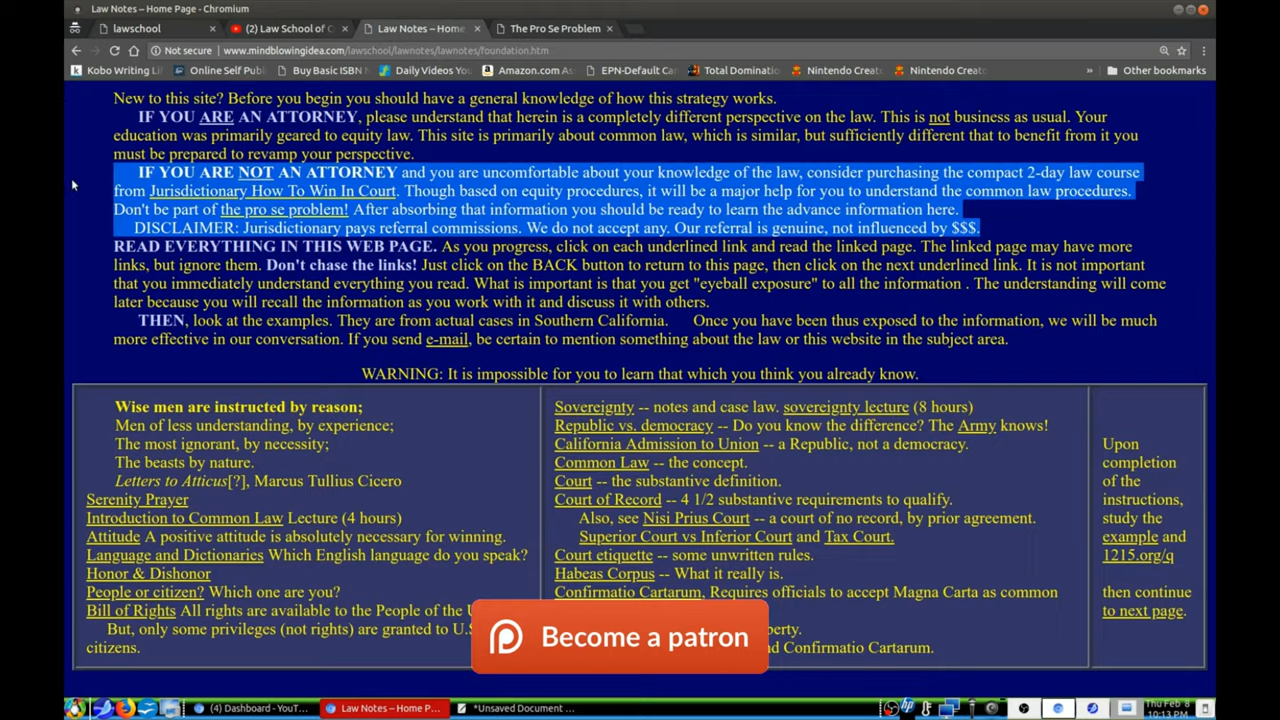 Law Notes – Home Page - Chromium
lawschool
(2) Law School of C
Law Notes – Home
The Pro Se Problem
Not secure
www.mindblowingidea.com/lawschool/lawnotes/lawnotes/foundation.htm
Kobo Writing Li
Online Self Publ
Buy Basic ISBN
Daily Videos You
Amazon.com As
EPN-Default Car
Total Dominatio
Nintendo Creato
Nintendo Creato
»
Other bookmarks
New to this site? Before you begin you should have a general knowledge of how this strategy works.
IF YOU ARE AN ATTORNEY, please understand that herein is a completely different perspective on the law. This is not business as usual. Your
education was primarily geared to equity law. This site is primarily about common law, which is similar, but sufficiently different that to benefit from it you
must be prepared to revamp your perspective.
IF YOU ARE NOT AN ATTORNEY and you are uncomfortable about your knowledge of the law, consider purchasing the compact 2-day law course
from Jurisdictionary How To Win In Court. Though based on equity procedures, it will be a major help for you to understand the common law procedures.
Don't be part of the pro se problem! After absorbing that information you should be ready to learn the advance information here.
DISCLAIMER: Jurisdictionary pays referral commissions. We do not accept any. Our referral is genuine, not influenced by $$$.
READ EVERYTHING IN THIS WEB PAGE. As you progress, click on each underlined link and read the linked page. The linked page may have more
links, but ignore them. Don't chase the links! Just click on the BACK button to return to this page, then click on the next underlined link. It is not important
that you immediately understand everything you read. What is important is that you get "eyeball exposure" to all the information . The understanding will come
later because you will recall the information as you work with it and discuss it with others.
THEN, look at the examples. They are from actual cases in Southern California. Once you have been thus exposed to the information, we will be much
more effective in our conversation. If you send e-mail, be certain to mention something about the law or this website in the subject area.
WARNING: It is impossible for you to learn that which you think you already know.
Wise men are instructed by reason;
Men of less understanding, by experience;
The most ignorant, by necessity;
The beasts by nature.
Letters to Atticus[?], Marcus Tullius Cicero
Serenity Prayer
Introduction to Common Law Lecture (4 hours)
Attitude A positive attitude is absolutely necessary for winning.
Language and Dictionaries Which English language do you speak?
Honor & Dishonor
People or citizen? Which one are you?
Bill of Rights All rights are available to the People of the U
But, only some privileges (not rights) are granted to U.S
citizens.
Sovereignty -- notes and case law. sovereignty lecture (8 hours)
Republic vs. democracy -- Do you know the difference? The Army knows!
California Admission to Union -- a Republic, not a democracy.
Common Law -- the concept.
Court -- the substantive definition.
Court of Record -- 4 1/2 substantive requirements to qualify.
Also, see Nisi Prius Court -- a court of no record, by prior agreement.
Superior Court vs Inferior Court and Tax Court.
Court etiquette -- some unwritten rules.
Habeas Corpus -- What it really is.
Confirmatio Cartarum, Requires officials to accept Magna Carta as common
perty.
d Confirmatio Cartarum.
Upon
completion
of the
instructions,
study the
example and
1215.org/q
then continue
to next page.
Become a patron
(4) Dashboard - YouT...
Law Notes – Home P...
*Unsaved Document ...
Thu Feb 8
10:13 PM